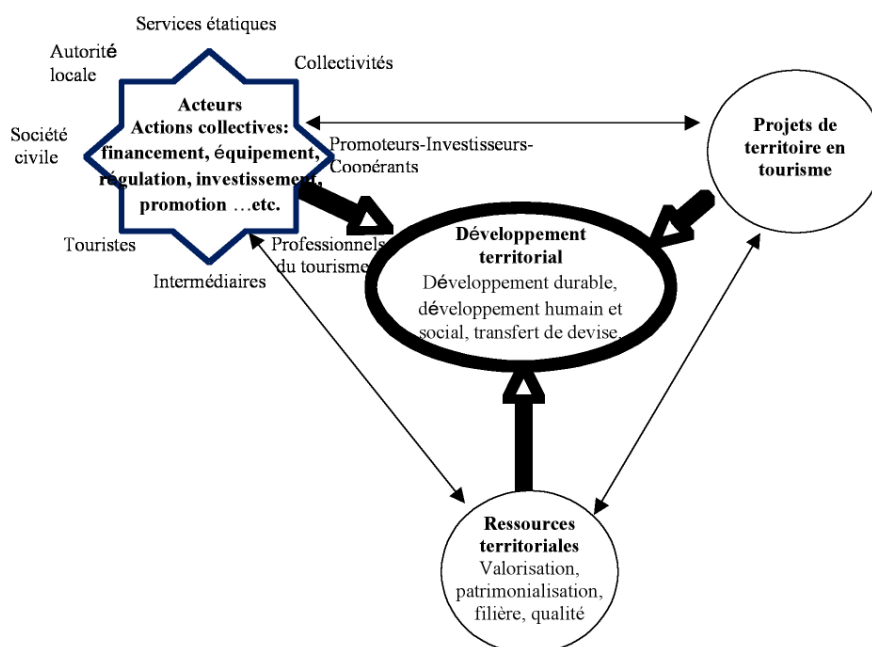 Services étatiques
Autorité
locale
Collectivités
Société
civile
Acteurs
Actions collectives:
financement, équipement,
régulation, investissement,
promotion …etc.
Promoteurs-Investisseurs-
Coopérants
Touristes
Intermédiaires
Professionnels
du tourisme
Projets de
territoire en
tourisme
Développement
territorial
Développement durable,
développement humain et
social, transfert de devise,
Ressources
territoriales
Valorisation,
patrimonialisation,
filière, qualité